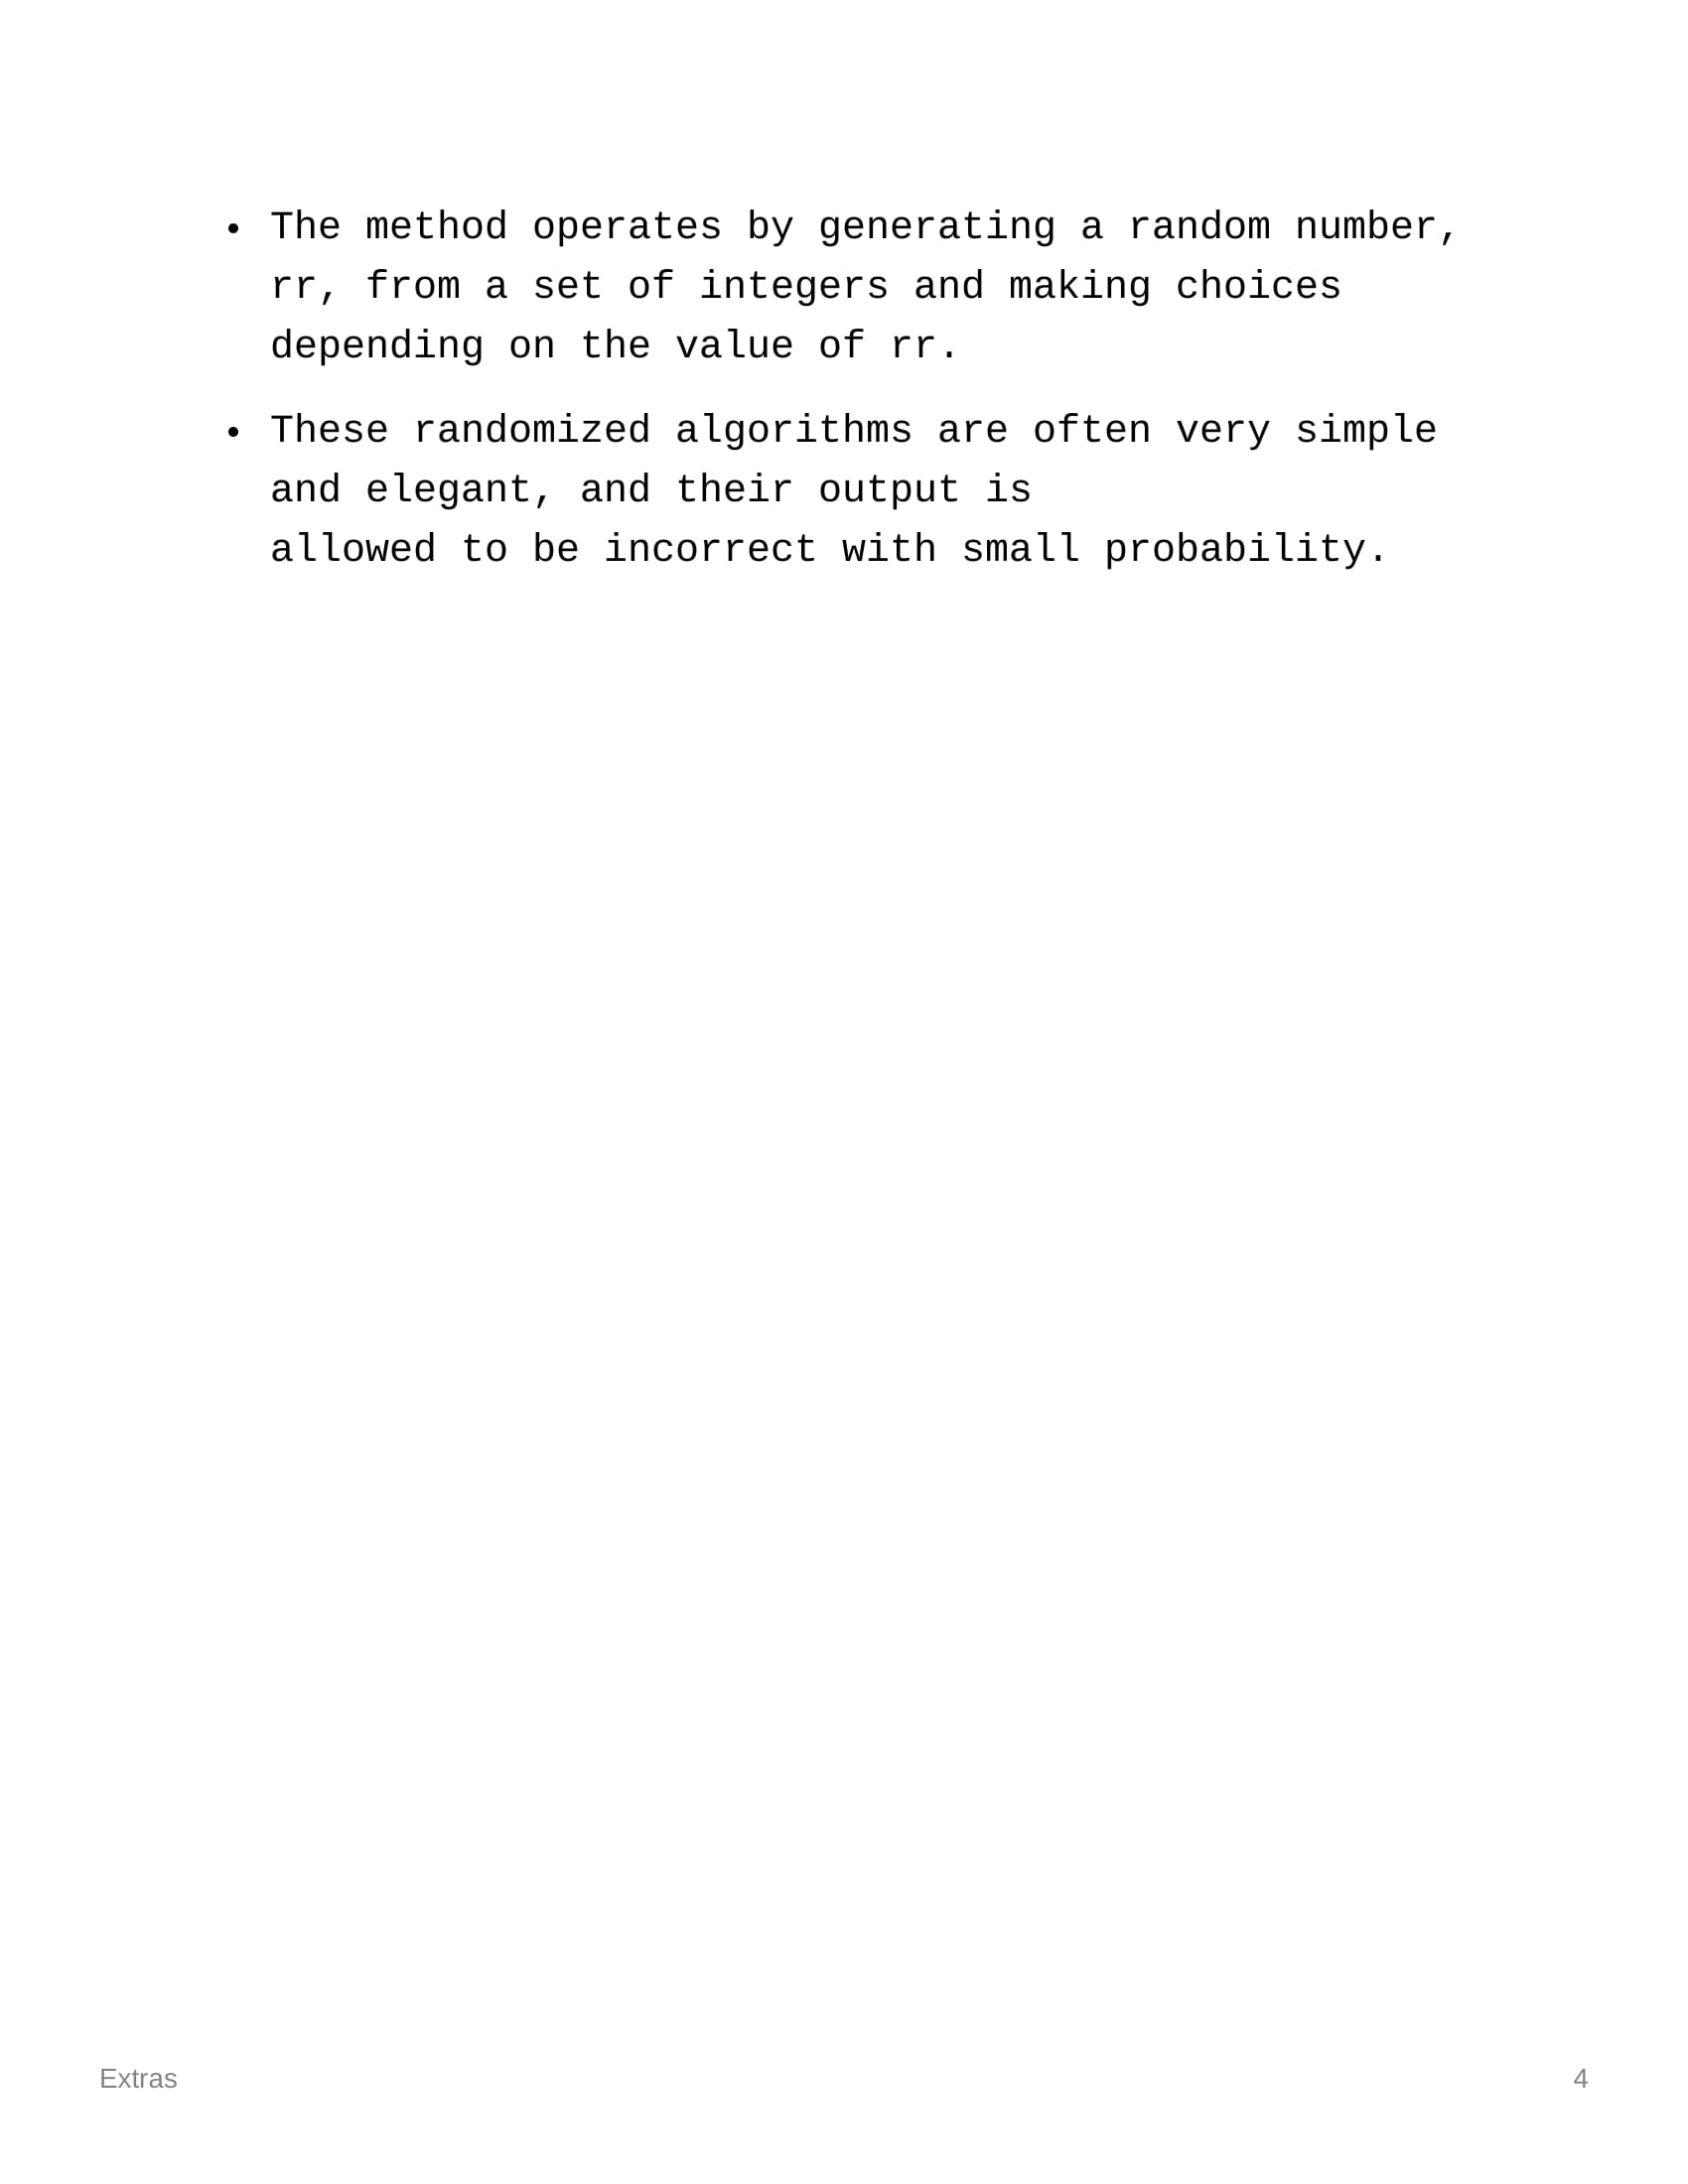 • The method operates by generating a random number,
rr, from a set of integers and making choices
depending on the value of rr.
• These randomized algorithms are often very simple
and elegant, and their output is
allowed to be incorrect with small probability.
Extras 4